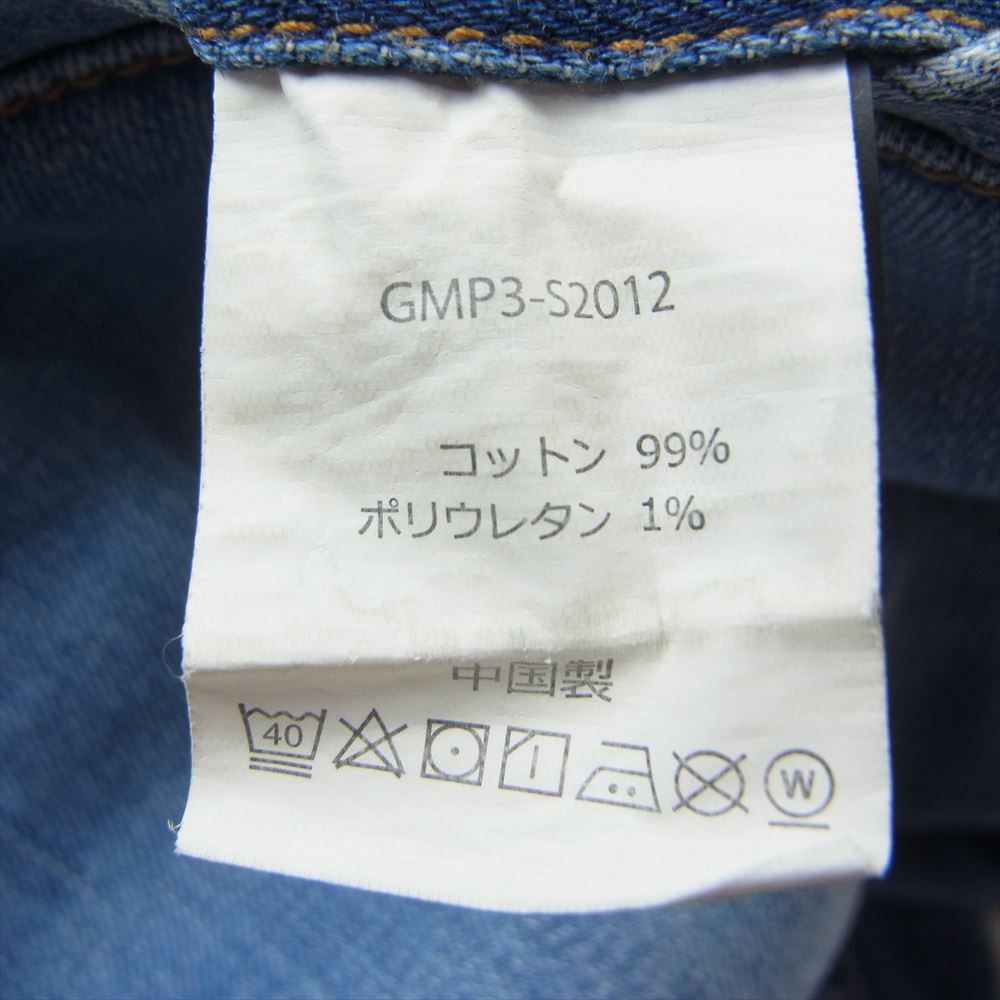 GMP3-S2012
コットン 99%
ポリウレタン 1%
中国製
40 W